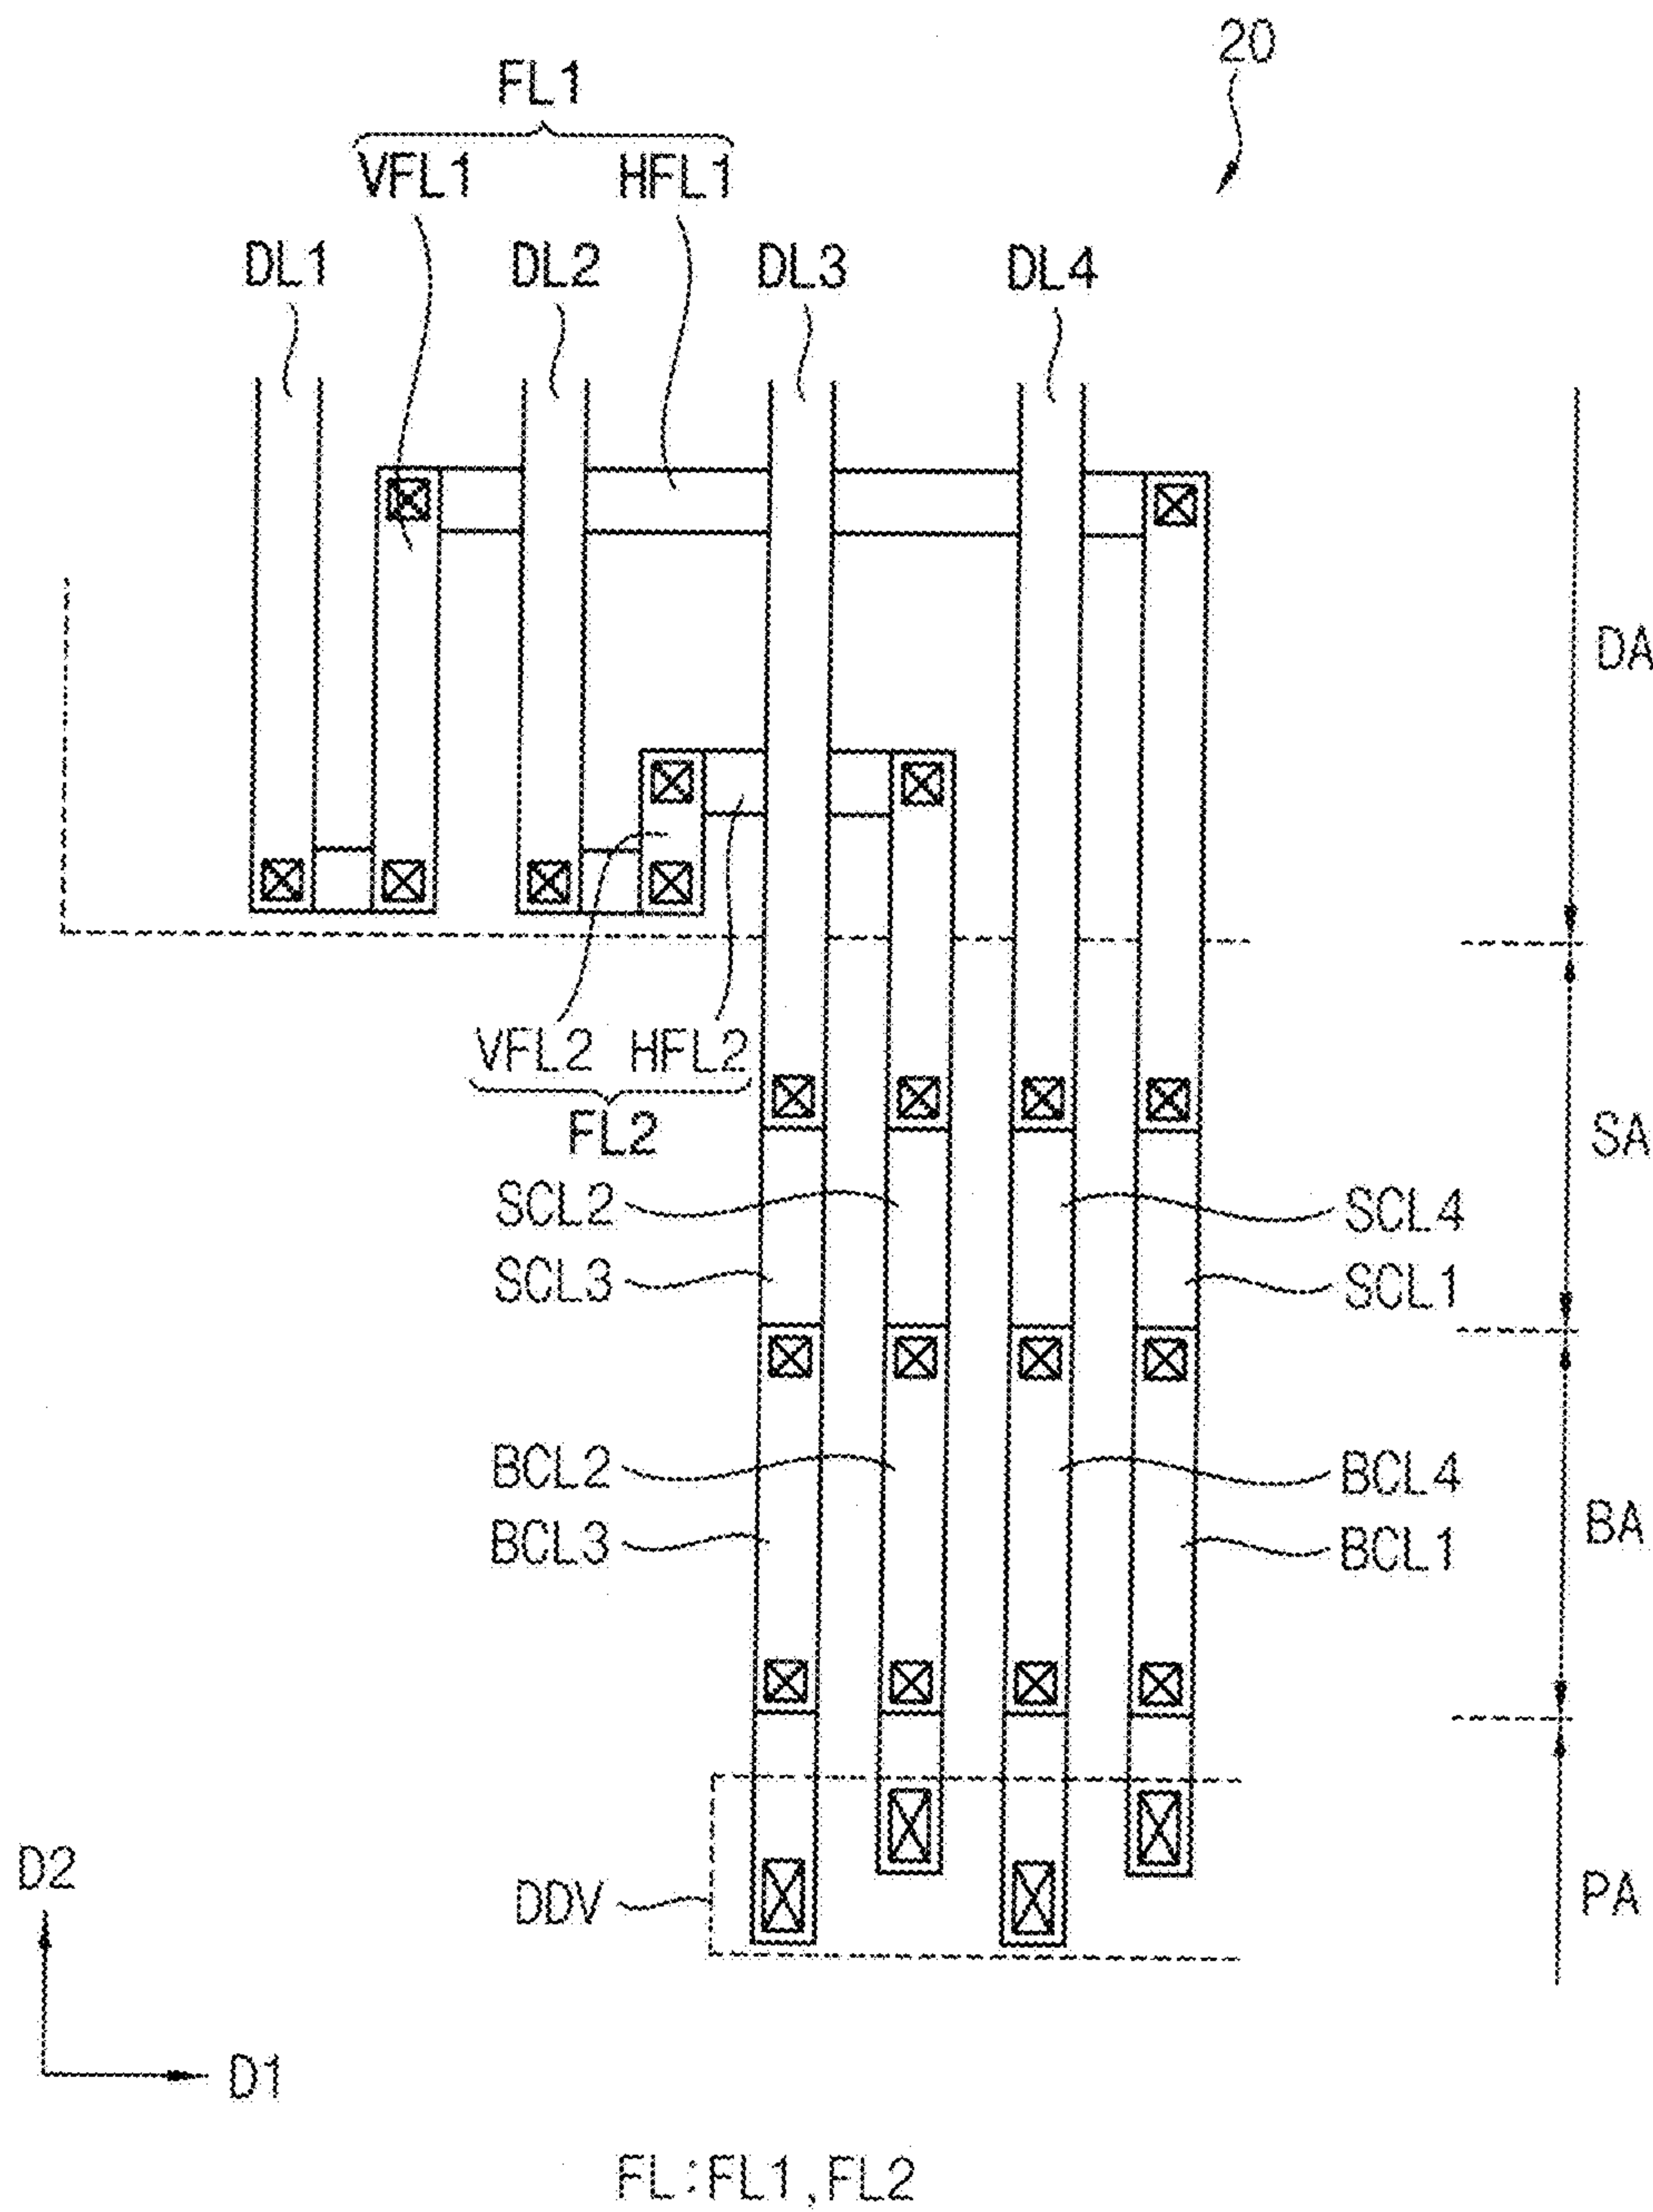 20
FL1
VFL1 HFL1
DL1 DL2 DL3 DL4
DA
VFL2 HFL2
FL2
SA
SCL2 SCL4
SCL3 SCL1
BCL2 BCL4
BCL3 BCL1
BA
DDV
PA
D2
D1
FL:FL1,FL2